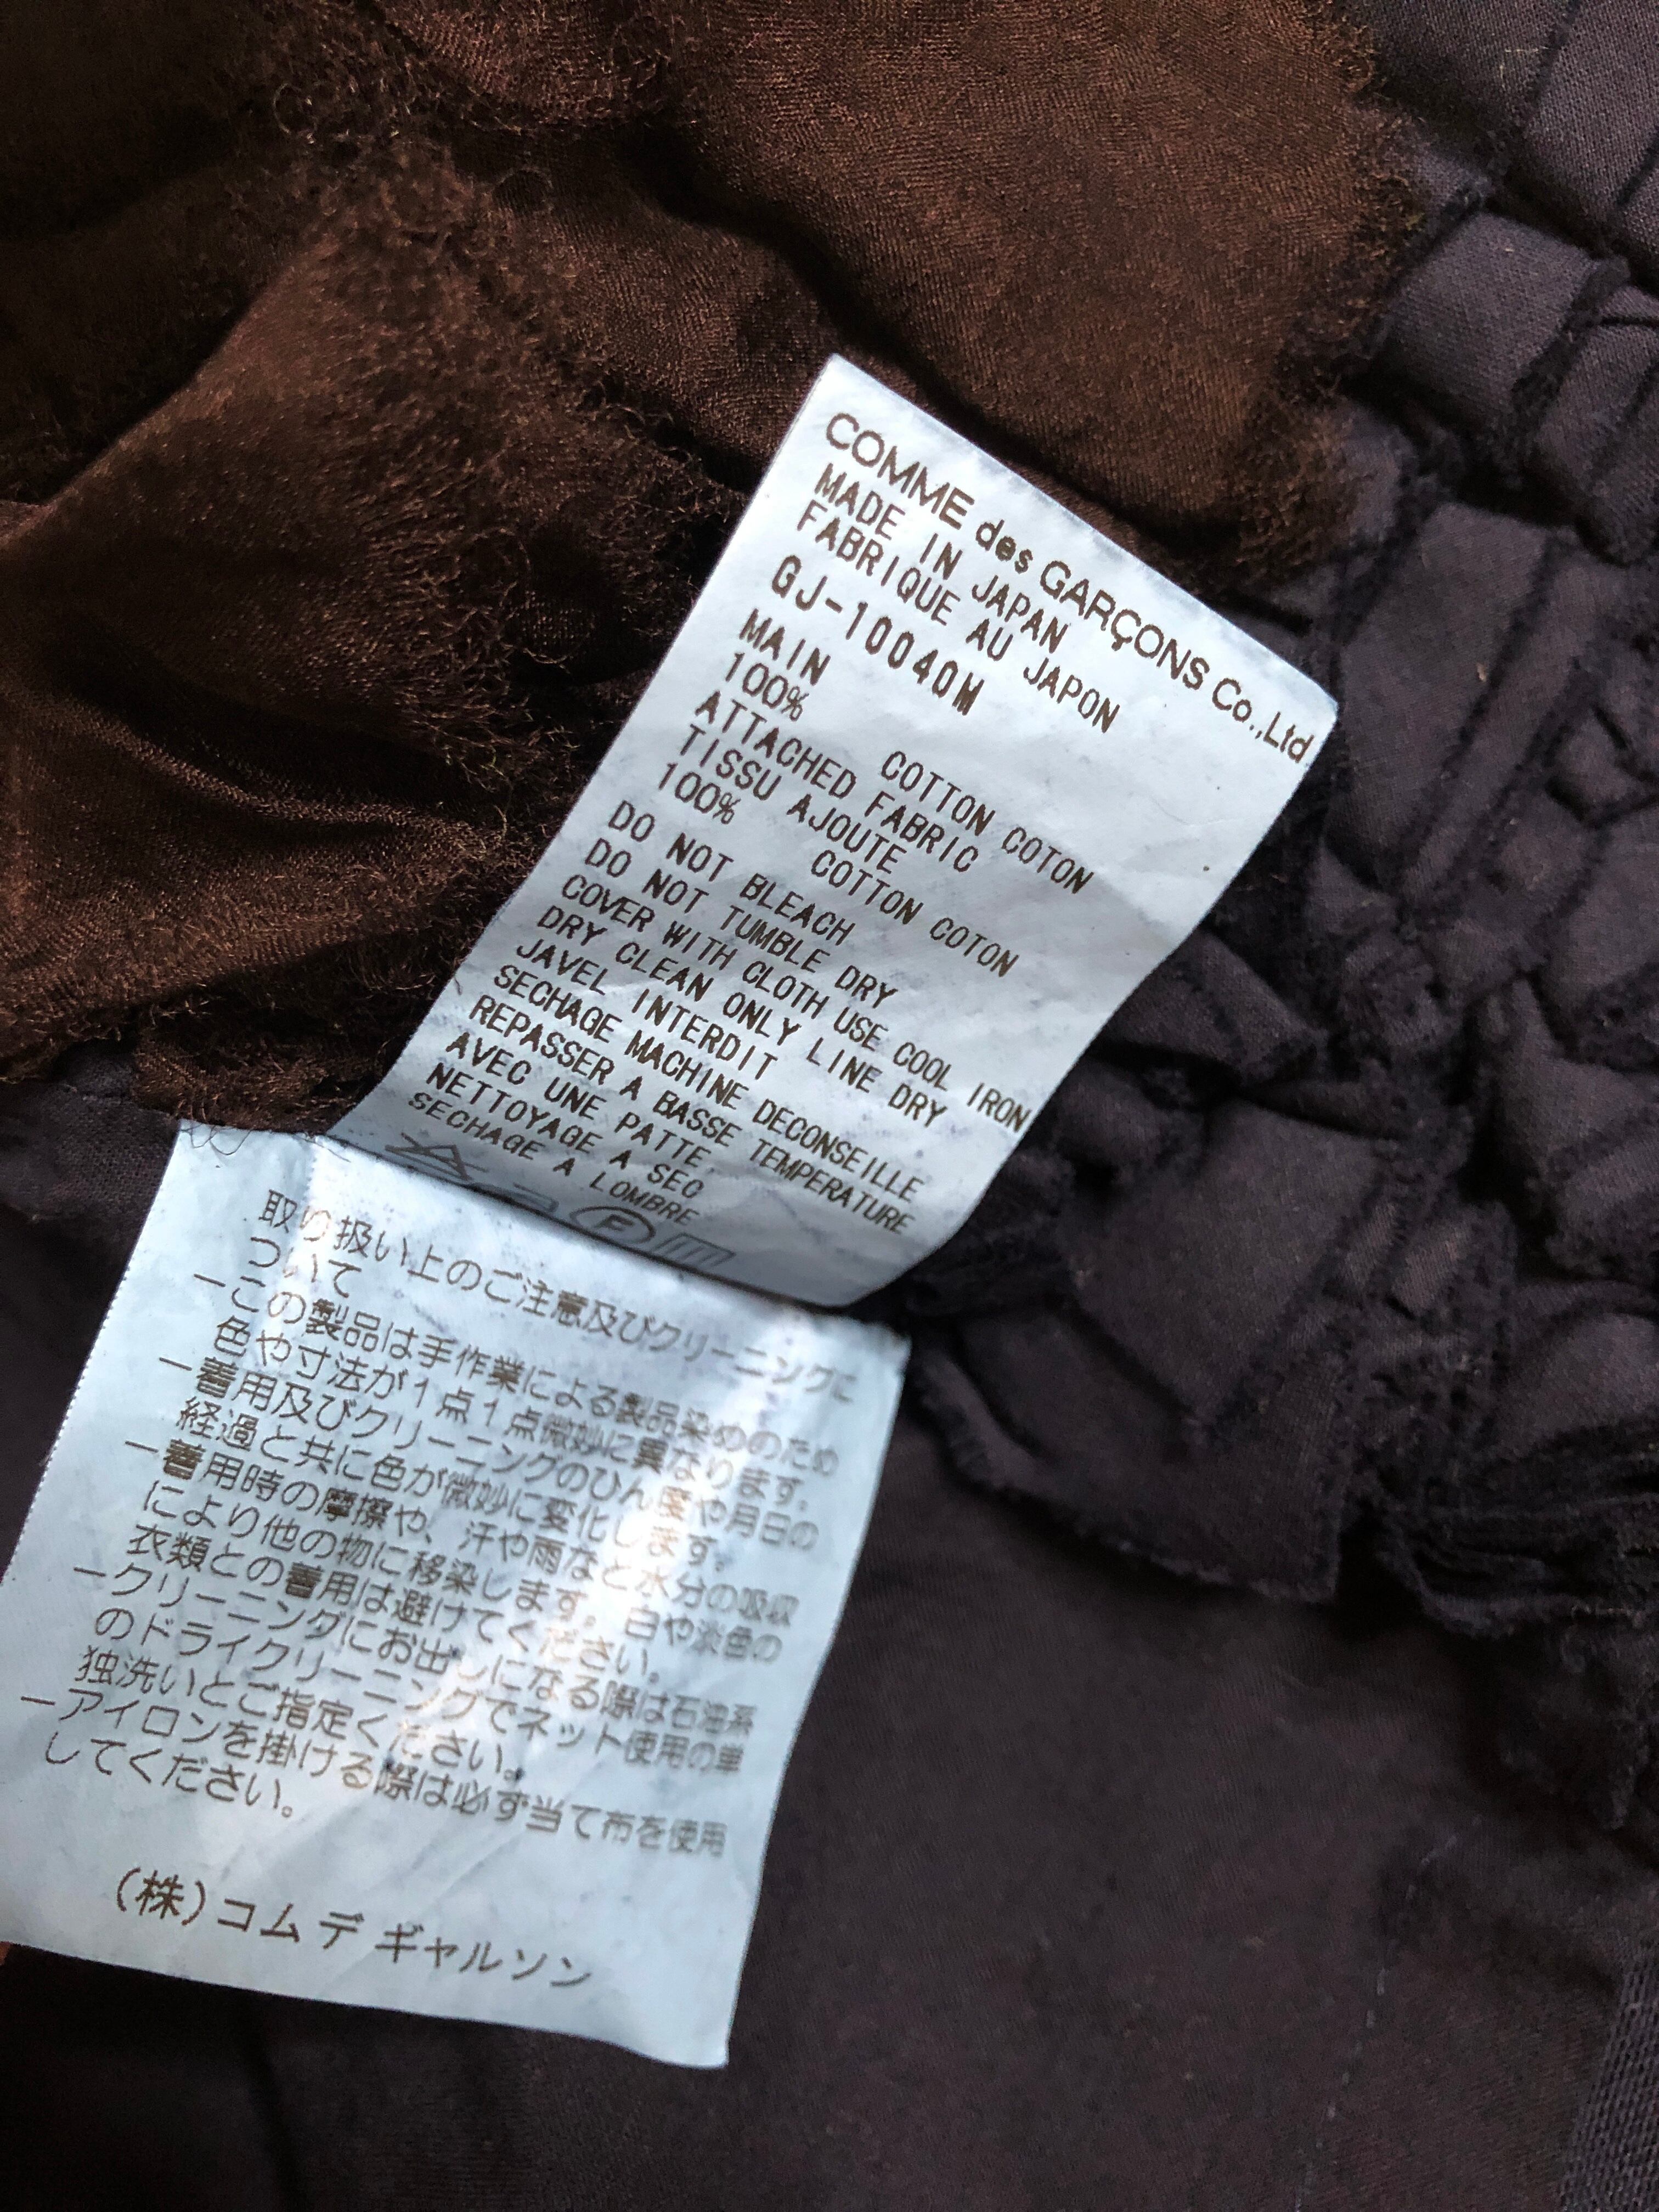 COMME des GARÇONS Co.,Ltd
MADE IN JAPAN
FABRIQUE AU JAPON
GJ-10040M
MAIN
100% COTTON COTON
ATTACHED FABRIC
TISSU AJOUTE
100% COTTON COTON
DO NOT BLEACH
DO NOT TUMBLE DRY
COVER WITH CLOTH USE COOL IRON
DRY CLEAN ONLY LINE DRY
JAVEL INTERDIT
SECHAGE MACHINE DECONSEILLE
REPASSER A BASSE TEMPERATURE
AVEC UNE PATTE
NETTOYAGE A SEC
SECHAGE A LOMBRE
F
取り扱い上のご注意及びクリーニングに
ついて
ーこの製品は手作業による製品染めのため
色や寸法が1点1点微妙に異なります。
ー着用及びクリーニングのひん度や月日の
経過と共に色が微妙に変化します。
ー着用時の摩擦や、汗や雨など水分の吸収
により他の物に移染します。白や淡色の
衣類との着用は避けてください。
ークリーニングにお出しになる際は石油系
のドライクリーニングでネット使用の単
独洗いとご指定ください。
ーアイロンを掛ける際は必ず当て布を使用
してください。
(株)コム デ ギャルソン